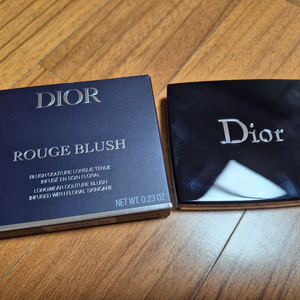 DIOR
ROUGE BLUSH
BLUSH COUTURE LONGUE TENUE
INFUSÉ EN SOIN FLORAL
LONGWEAR COUTURE BLUSH
INFUSED WITH FLORAL SKINCARE
NET WT. 0.23 OZ
Dior